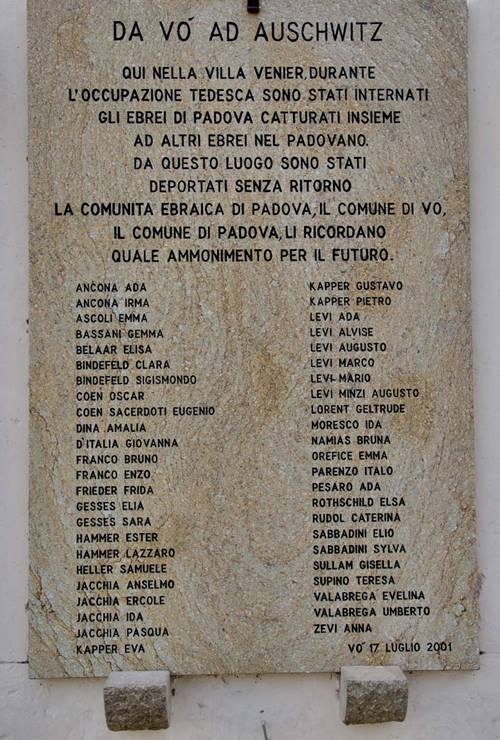 DA VO' AD AUSCHWITZ
QUI NELLA VILLA VENIER, DURANTE
L'OCCUPAZIONE TEDESCA SONO STATI INTERNATI
GLI EBREI DI PADOVA CATTURATI INSIEME
AD ALTRI EBREI NEL PADOVANO.
DA QUESTO LUOGO SONO STATI
DEPORTATI SENZA RITORNO
LA COMUNITA EBRAICA DI PADOVA, IL COMUNE DI VO,
IL COMUNE DI PADOVA, LI RICORDANO
QUALE AMMONIMENTO PER IL FUTURO.
ANCONA ADA
ANCONA IRMA
ASCOLI EMMA
BASSANI GEMMA
BELAAR ELISA
BINDEFELD CLARA
BINDEFELD SIGISMONDO
COEN OSCAR
COEN SACERDOTI EUGENIO
DINA AMALIA
D'ITALIA GIOVANNA
FRANCO BRUNO
FRANCO ENZO
FRIEDER FRIDA
GESSES ELIA
GESSES SARA
HAMMER ESTER
HAMMER LAZZARO
HELLER SAMUELE
JACCHIA ANSELMO
JACCHIA ERCOLE
JACCHIA IDA
JACCHIA PASQUA
KAPPER EVA
KAPPER GUSTAVO
KAPPER PIETRO
LEVI ADA
LEVI ALVISE
LEVI AUGUSTO
LEVI MARCO
LEVI MARIO
LEVI MINZI AUGUSTO
LORENT GELTRUDE
MORESCO IDA
NAMIAS BRUNA
OREFICE EMMA
PARENZO ITALO
PESARO ADA
ROTHSCHILD ELSA
RUDOL CATERINA
SABBADINI ELIO
SABBADINI SYLVA
SULLAM GISELLA
SUPINO TERESA
VALABREGA EVELINA
VALABREGA UMBERTO
ZEVI ANNA
VO' 17 LUGLIO 2001